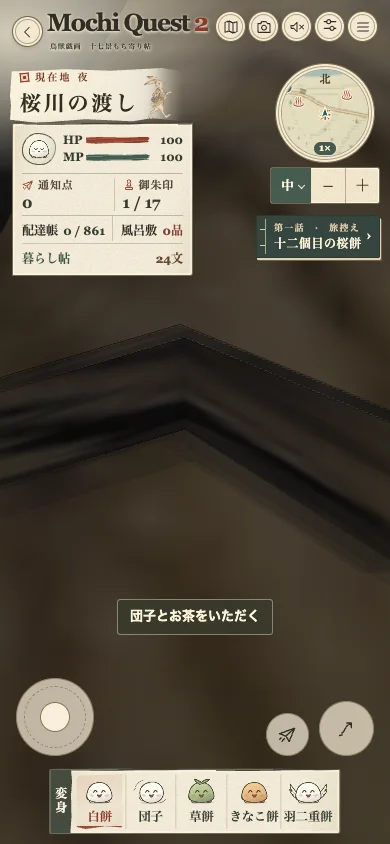 Mochi Quest 2
鳥獣戯画 十七景もち寄り帖
現在地 夜
桜川の渡し
HP 100
MP 100
通知点 御朱印
0 1 / 17
配達帳 0 / 861 風呂敷 0品
暮らし帖 24文
北
1×
中 − ＋
第一話 ・ 旅控え
十二個目の桜餅 ›
団子とお茶をいただく
変身
白餅 団子 草餅 きなこ餅 羽二重餅